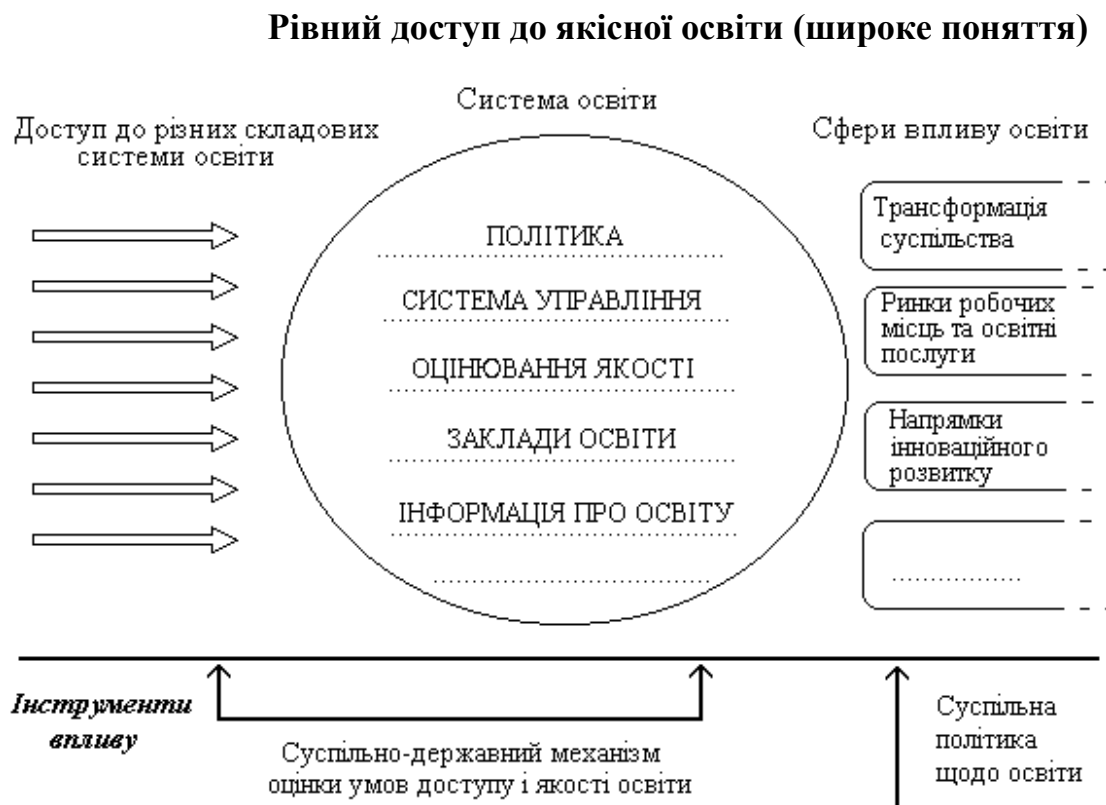 Рівний доступ до якісної освіти (широке поняття)
Доступ до різних складових
системи освіти
Система освіти
ПОЛІТИКА
СИСТЕМА УПРАВЛІННЯ
ОЦІНЮВАННЯ ЯКОСТІ
ЗАКЛАДИ ОСВІТИ
ІНФОРМАЦІЯ ПРО ОСВІТУ
Сфери впливу освіти
Трансформація
суспільства
Ринки робочих
місць та освітні
послуги
Напрямки
інноваційного
розвитку
Інструменти
впливу
Суспільно-державний механізм
оцінки умов доступу і якості освіти
Суспільна
політика
щодо освіти